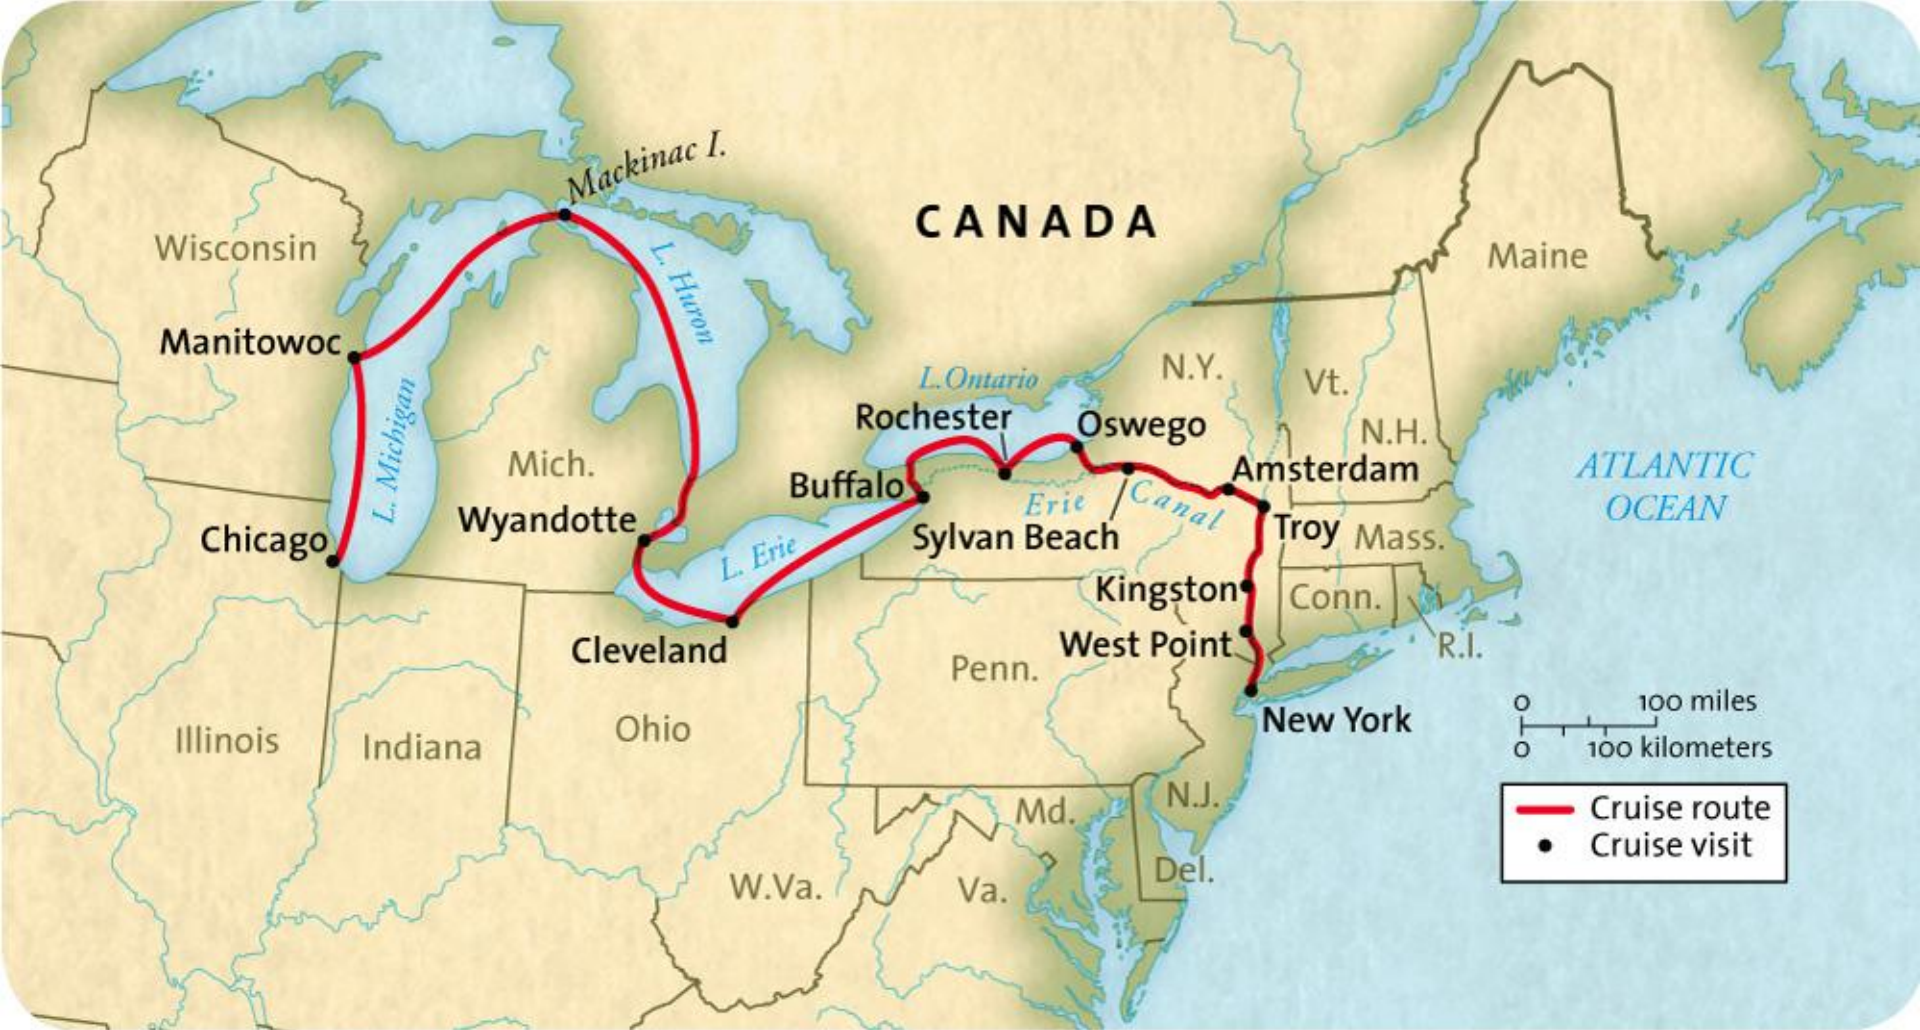 Mackinac I.
CANADA
Wisconsin
Maine
L. Huron
Manitowoc
N.Y.
Vt.
L.Ontario
Rochester
Oswego
N.H.
L. Michigan
Mich.
Buffalo
Amsterdam
ATLANTIC
OCEAN
Erie
Canal
Wyandotte
Chicago
L. Erie
Sylvan Beach
Troy
Mass.
Kingston
Conn.
Cleveland
West Point
R.I.
Penn.
New York
Illinois
Indiana
Ohio
0 100 miles
0 100 kilometers
N.J.
Md.
Cruise route
Cruise visit
Del.
W.Va.
Va.